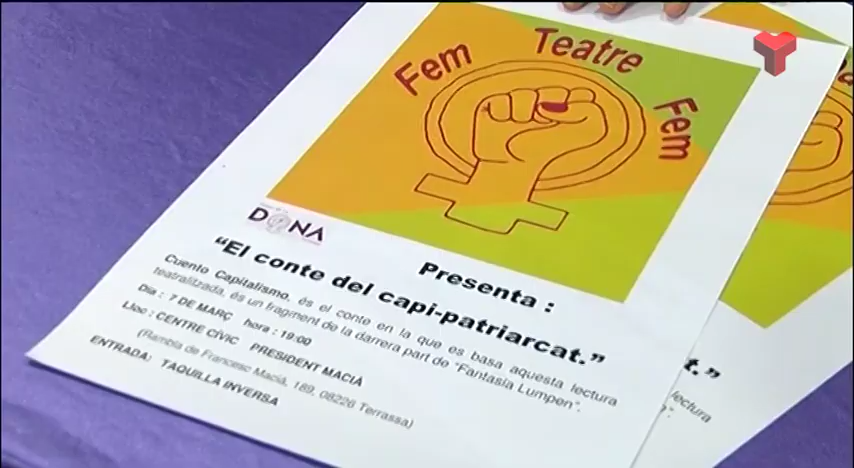 Fem Teatre Fem
DONA
Presenta :
"El conte del capi-patriarcat."
Cuento Capitalismo, és el conte en la que es basa aquesta lectura
teatralitzada, és un fragment de la darrera part de "Fantasía Lumpen".
Dia : 7 DE MARÇ hora : 19:00
Lloc : CENTRE CÍVIC PRESIDENT MACIÀ
(Rambla de Francesc Macià, 189, 08226 Terrassa)
ENTRADA: TAQUILLA INVERSA
t."
lectura